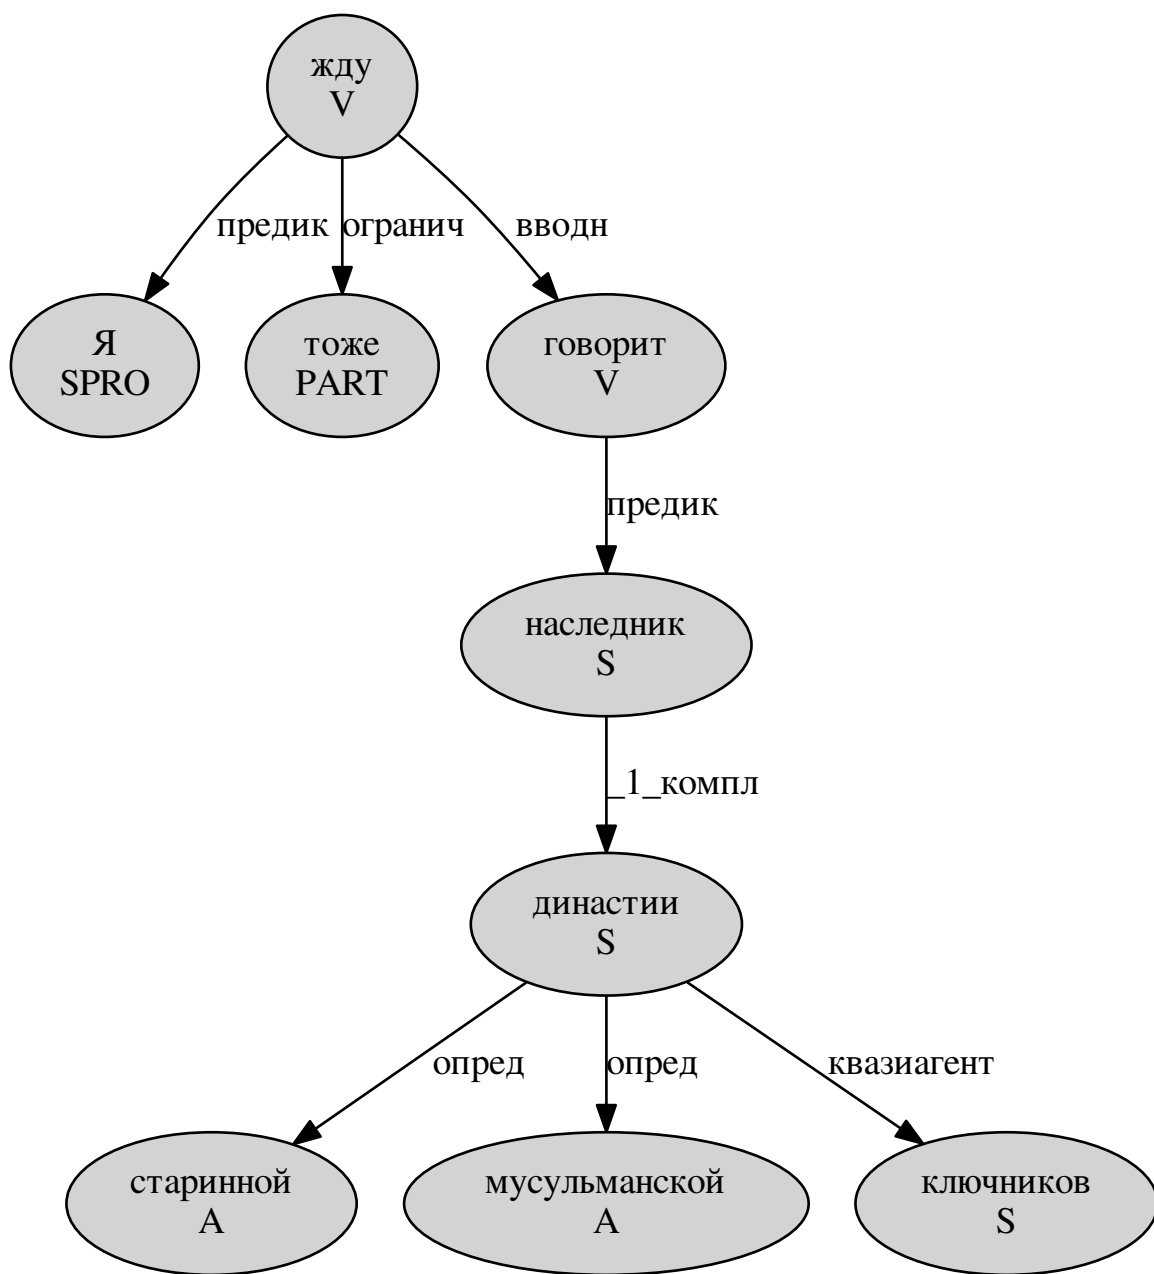 жду
V
предик
огранич
вводн
Я
SPRO
тоже
PART
говорит
V
предик
наследник
S
_1_компл
династии
S
опред
опред
квазиагент
старинной
A
мусульманской
A
ключников
S